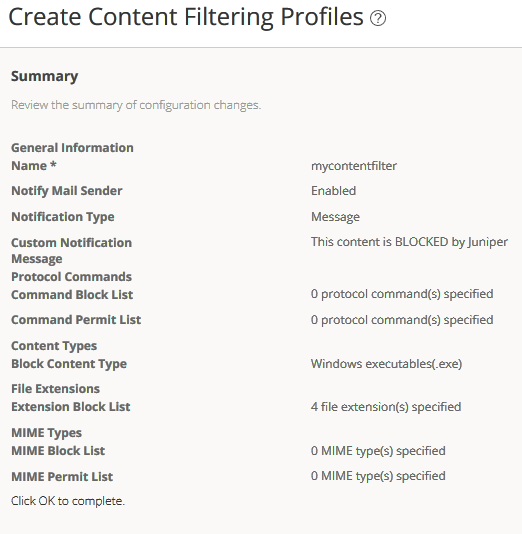 Create Content Filtering Profiles ?
Summary
Review the summary of configuration changes.
General Information
Name * mycontentfilter
Notify Mail Sender Enabled
Notification Type Message
Custom Notification This content is BLOCKED by Juniper
Message
Protocol Commands
Command Block List 0 protocol command(s) specified
Command Permit List 0 protocol command(s) specified
Content Types
Block Content Type Windows executables(.exe)
File Extensions
Extension Block List 4 file extension(s) specified
MIME Types
MIME Block List 0 MIME type(s) specified
MIME Permit List 0 MIME type(s) specified
Click OK to complete.